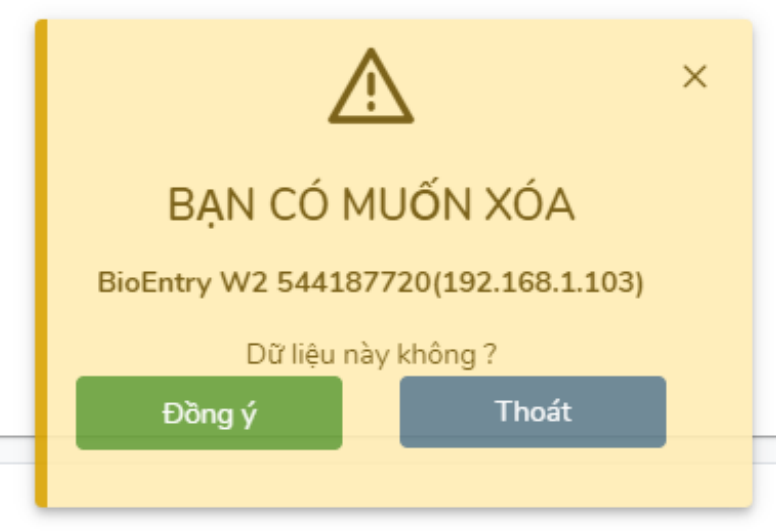 BẠN CÓ MUỐN XÓA
BioEntry W2 544187720(192.168.1.103)
Dữ liệu này không ?
Đồng ý
Thoát